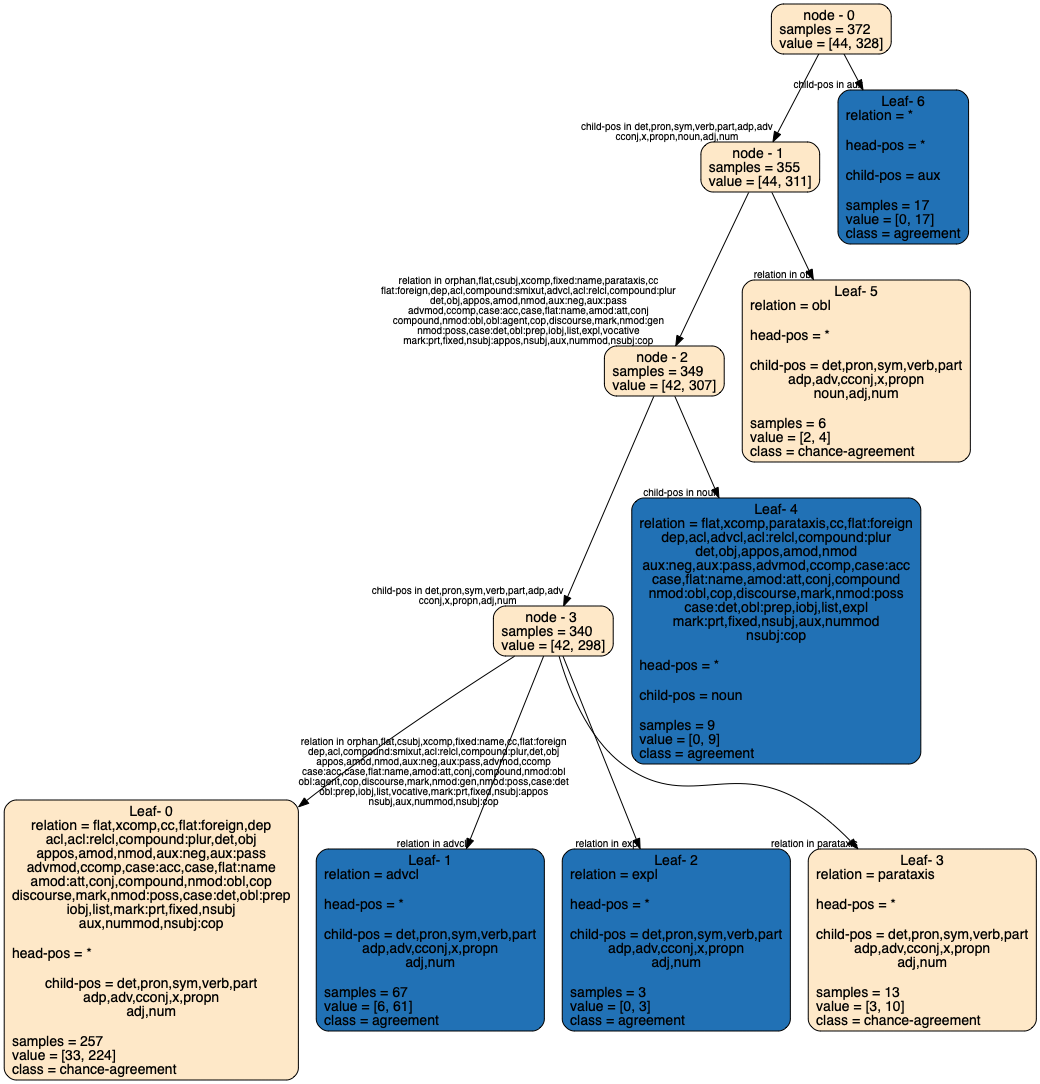 node - 0
samples = 372
value = [44, 328]
child-pos in aux
Leaf- 6
relation = *
head-pos = *
child-pos = aux
samples = 17
value = [0, 17]
class = agreement
child-pos in det,pron,sym,verb,part,adp,adv
cconj,x,propn,noun,adj,num
node - 1
samples = 355
value = [44, 311]
relation in obl
Leaf- 5
relation = obl
head-pos = *
child-pos = det,pron,sym,verb,part
adp,adv,cconj,x,propn
noun,adj,num
samples = 6
value = [2, 4]
class = chance-agreement
relation in orphan,flat,csubj,xcomp,fixed:name,parataxis,cc
flat:foreign,dep,acl,compound:smixut,advcl,acl:relcl,compound:plur
det,obj,appos,amod,nmod,aux:neg,aux:pass
advmod,ccomp,case:acc,case,flat:name,amod:att,conj
compound,nmod:obl,obl:agent,cop,discourse,mark,nmod:gen
nmod:poss,case:det,obl:prep,iobj,list,expl,vocative
mark:prt,fixed,nsubj:appos,nsubj,aux,nummod,nsubj:cop
node - 2
samples = 349
value = [42, 307]
child-pos in noun
Leaf- 4
relation = flat,xcomp,parataxis,cc,flat:foreign
dep,acl,advcl,acl:relcl,compound:plur
det,obj,appos,amod,nmod
aux:neg,aux:pass,advmod,ccomp,case:acc
case,flat:name,amod:att,conj,compound
nmod:obl,cop,discourse,mark,nmod:poss
case:det,obl:prep,iobj,list,expl
mark:prt,fixed,nsubj,aux,nummod
nsubj:cop
head-pos = *
child-pos = noun
samples = 9
value = [0, 9]
class = agreement
child-pos in det,pron,sym,verb,part,adp,adv
cconj,x,propn,adj,num
node - 3
samples = 340
value = [42, 298]
relation in orphan,flat,csubj,xcomp,fixed:name,cc,flat:foreign
dep,acl,compound:smixut,acl:relcl,compound:plur,det,obj
appos,amod,nmod,aux:neg,aux:pass,advmod,ccomp
case:acc,case,flat:name,amod:att,conj,compound,nmod:obl
obl:agent,cop,discourse,mark,nmod:gen,nmod:poss,case:det
obl:prep,iobj,list,vocative,mark:prt,fixed,nsubj:appos
nsubj,aux,nummod,nsubj:cop
Leaf- 0
relation = flat,xcomp,cc,flat:foreign,dep
acl,acl:relcl,compound:plur,det,obj
appos,amod,nmod,aux:neg,aux:pass
advmod,ccomp,case:acc,case,flat:name
amod:att,conj,compound,nmod:obl,cop
discourse,mark,nmod:poss,case:det,obl:prep
iobj,list,mark:prt,fixed,nsubj
aux,nummod,nsubj:cop
head-pos = *
child-pos = det,pron,sym,verb,part
adp,adv,cconj,x,propn
adj,num
samples = 257
value = [33, 224]
class = chance-agreement
relation in advcl
Leaf- 1
relation = advcl
head-pos = *
child-pos = det,pron,sym,verb,part
adp,adv,cconj,x,propn
adj,num
samples = 67
value = [6, 61]
class = agreement
relation in expl
Leaf- 2
relation = expl
head-pos = *
child-pos = det,pron,sym,verb,part
adp,adv,cconj,x,propn
adj,num
samples = 3
value = [0, 3]
class = agreement
relation in parataxis
Leaf- 3
relation = parataxis
head-pos = *
child-pos = det,pron,sym,verb,part
adp,adv,cconj,x,propn
adj,num
samples = 13
value = [3, 10]
class = chance-agreement